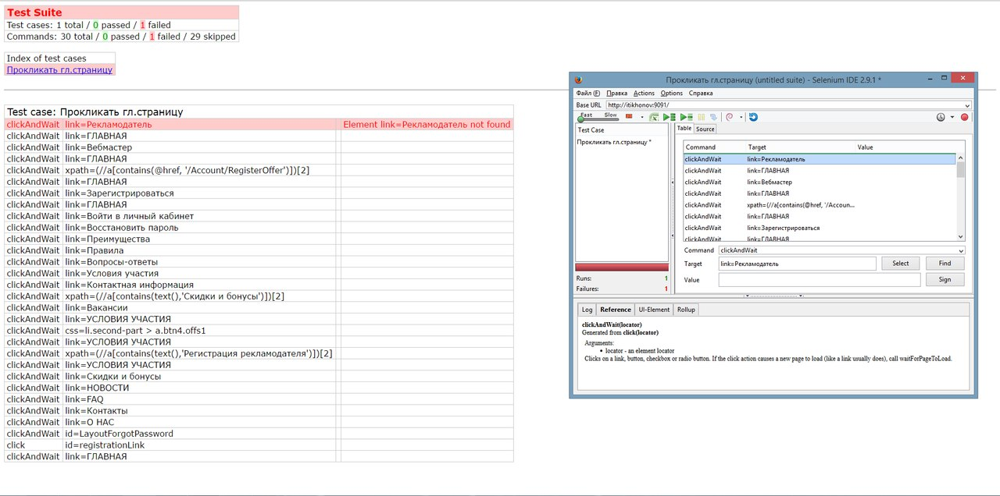 Test Suite
Test cases: 1 total / 0 passed / 1 failed
Commands: 30 total / 0 passed / 1 failed / 29 skipped
Index of test cases
Прокликать гл.страницу
Test case: Прокликать гл.страницу
clickAndWait link=Рекламодатель Element link=Рекламодатель not found
clickAndWait link=ГЛАВНАЯ
clickAndWait link=Вебмастер
clickAndWait link=ГЛАВНАЯ
clickAndWait xpath=(//a[contains(@href, '/Account/RegisterOffer')])[2]
clickAndWait link=ГЛАВНАЯ
clickAndWait link=Зарегистрироваться
clickAndWait link=ГЛАВНАЯ
clickAndWait link=Войти в личный кабинет
clickAndWait link=Восстановить пароль
clickAndWait link=Преимущества
clickAndWait link=Правила
clickAndWait link=Вопросы-ответы
clickAndWait link=Условия участия
clickAndWait link=Контактная информация
clickAndWait xpath=(//a[contains(text(),'Скидки и бонусы')])[2]
clickAndWait link=Вакансии
clickAndWait link=УСЛОВИЯ УЧАСТИЯ
clickAndWait css=li.second-part > a.btn4.offs1
clickAndWait link=УСЛОВИЯ УЧАСТИЯ
clickAndWait xpath=(//a[contains(text(),'Регистрация рекламодателя')])[2]
clickAndWait link=УСЛОВИЯ УЧАСТИЯ
clickAndWait link=Скидки и бонусы
clickAndWait link=НОВОСТИ
clickAndWait link=FAQ
clickAndWait link=Контакты
clickAndWait link=О НАС
clickAndWait id=LayoutForgotPassword
click id=registrationLink
clickAndWait link=ГЛАВНАЯ
Прокликать гл.страницу (untitled suite) - Selenium IDE 2.9.1 *
Файл (F) Правка Actions Options Справка
Base URL http://itikhonov:9091/
Fast Slow
Test Case
Прокликать гл.страницу *
Table Source
Command Target Value
clickAndWait link=Рекламодатель
clickAndWait link=ГЛАВНАЯ
clickAndWait link=Вебмастер
clickAndWait link=ГЛАВНАЯ
clickAndWait xpath=(//a[contains(@href, '/Accoun...
clickAndWait link=ГЛАВНАЯ
clickAndWait link=Зарегистрироваться
clickAndWait link=ГЛАВНАЯ
Command clickAndWait
Target link=Рекламодатель Select Find
Value Sign
Runs: 1
Failures: 1
Log Reference UI-Element Rollup
clickAndWait(locator)
Generated from click(locator)
Arguments:
• locator - an element locator
Clicks on a link, button, checkbox or radio button. If the click action causes a new page to load (like a link usually does), call waitForPageToLoad.